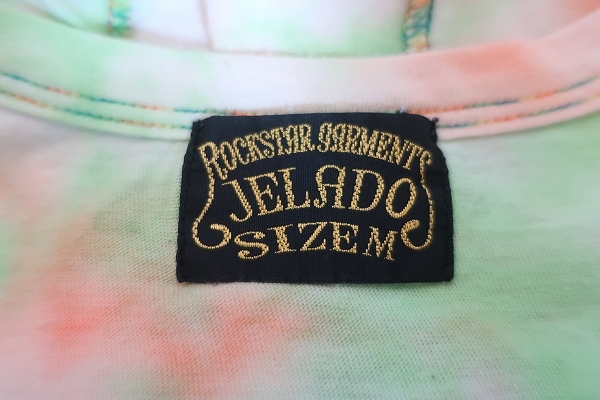 ROCKSTAR GARMENTS
JELADO
SIZE M